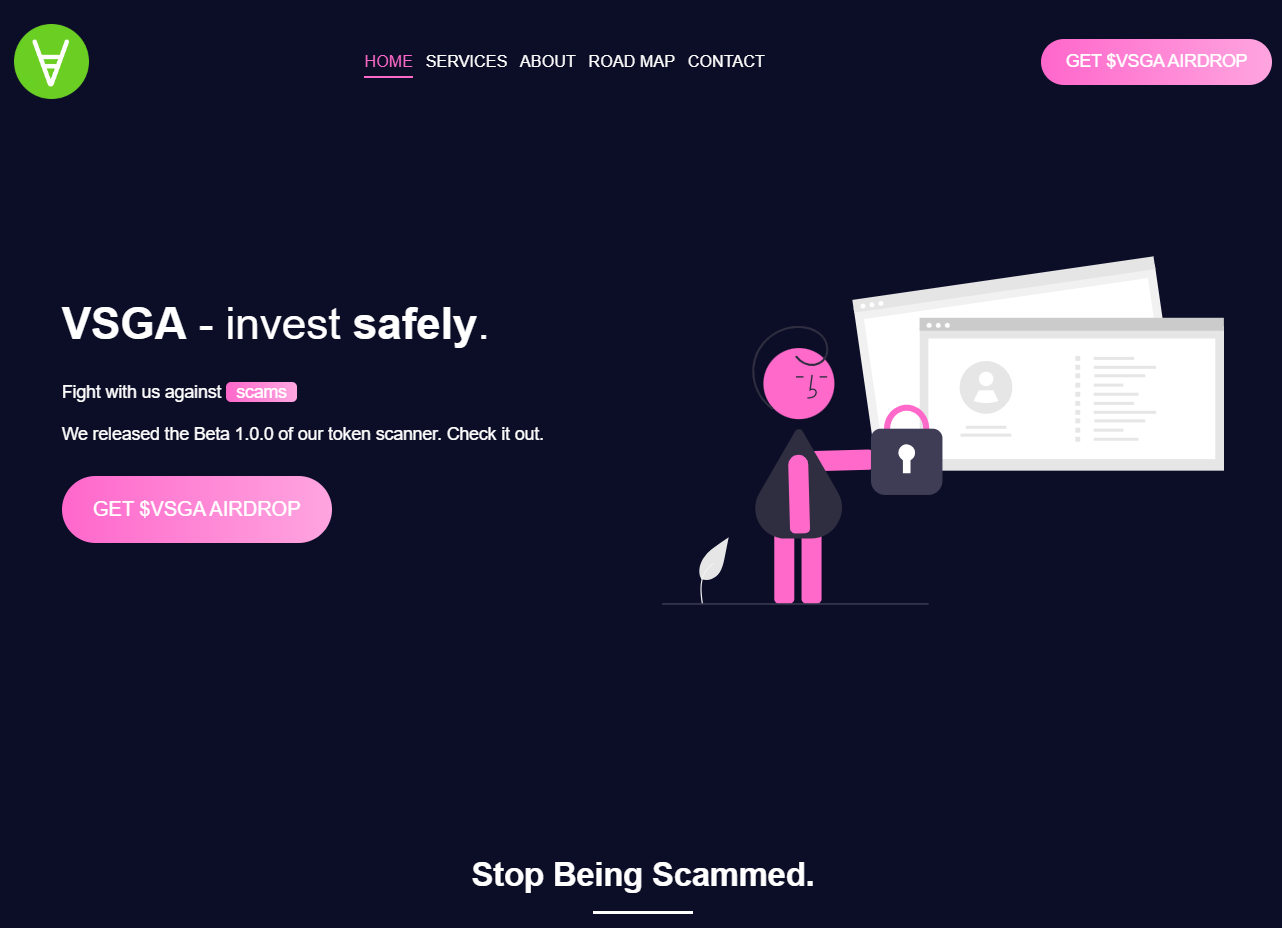 HOME SERVICES ABOUT ROAD MAP CONTACT
GET $VSGA AIRDROP
VSGA - invest safely.
Fight with us against scams
We released the Beta 1.0.0 of our token scanner. Check it out.
GET $VSGA AIRDROP
Stop Being Scammed.